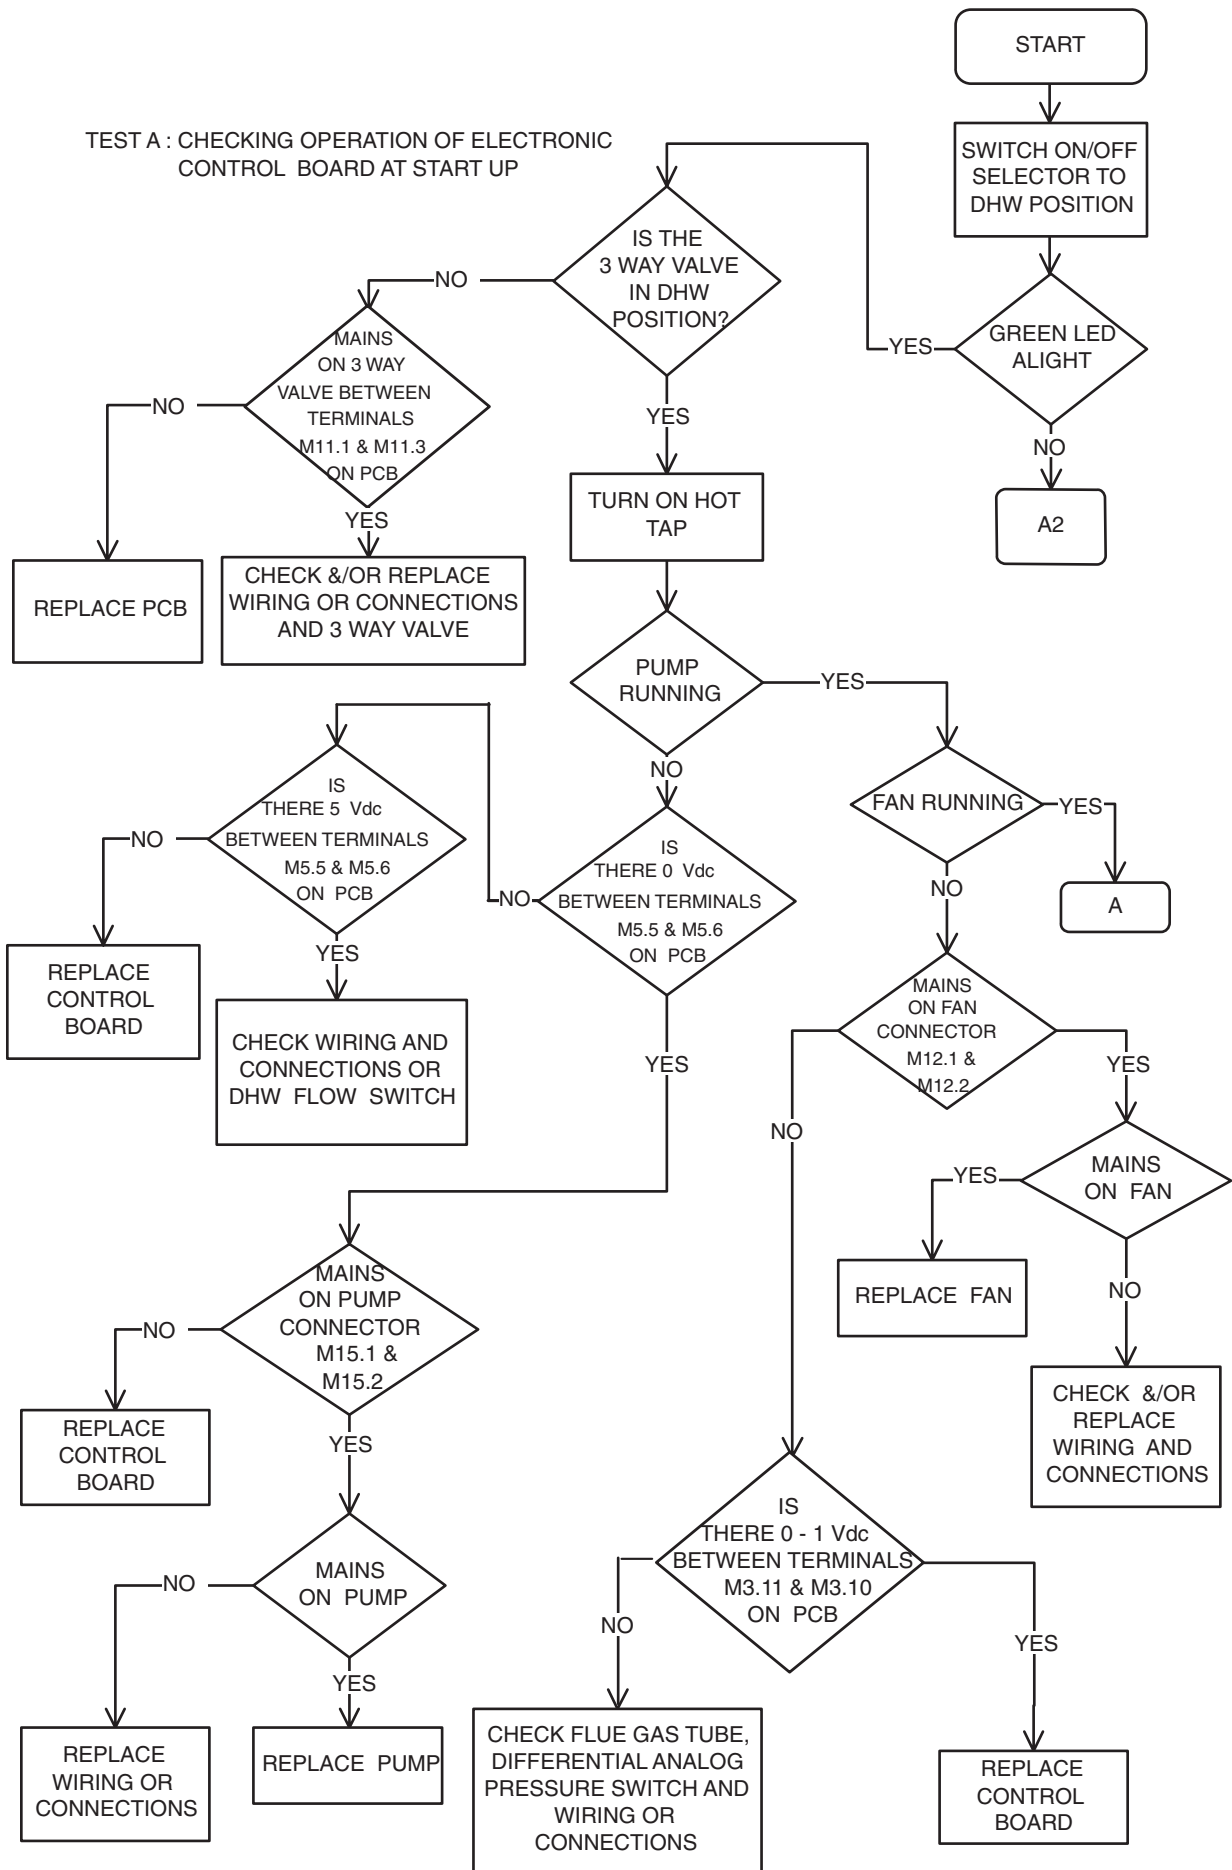 START
TEST A : CHECKING OPERATION OF ELECTRONIC
CONTROL BOARD AT START UP
SWITCH ON/OFF
SELECTOR TO
DHW POSITION
IS THE
3 WAY VALVE
IN DHW
POSITION?
NO
YES
GREEN LED
ALIGHT
MAINS
ON 3 WAY
VALVE BETWEEN
TERMINALS
M11.1 & M11.3
ON PCB
NO
YES
NO
A2
TURN ON HOT
TAP
YES
REPLACE PCB
CHECK &/OR REPLACE
WIRING OR CONNECTIONS
AND 3 WAY VALVE
PUMP
RUNNING
YES
NO
IS
THERE 5 Vdc
BETWEEN TERMINALS
M5.5 & M5.6
ON PCB
NO
FAN RUNNING
YES
IS
THERE 0 Vdc
BETWEEN TERMINALS
M5.5 & M5.6
ON PCB
NO
NO
A
YES
REPLACE
CONTROL
BOARD
MAINS
ON FAN
CONNECTOR
M12.1 &
M12.2
CHECK WIRING AND
CONNECTIONS OR
DHW FLOW SWITCH
YES
YES
NO
MAINS
ON FAN
YES
REPLACE FAN
NO
MAINS
ON PUMP
CONNECTOR
M15.1 &
M15.2
NO
CHECK &/OR
REPLACE
WIRING AND
CONNECTIONS
REPLACE
CONTROL
BOARD
YES
IS
THERE 0 - 1 Vdc
BETWEEN TERMINALS
M3.11 & M3.10
ON PCB
MAINS
ON PUMP
NO
NO
YES
YES
REPLACE
WIRING OR
CONNECTIONS
REPLACE PUMP
CHECK FLUE GAS TUBE,
DIFFERENTIAL ANALOG
PRESSURE SWITCH AND
WIRING OR
CONNECTIONS
REPLACE
CONTROL
BOARD